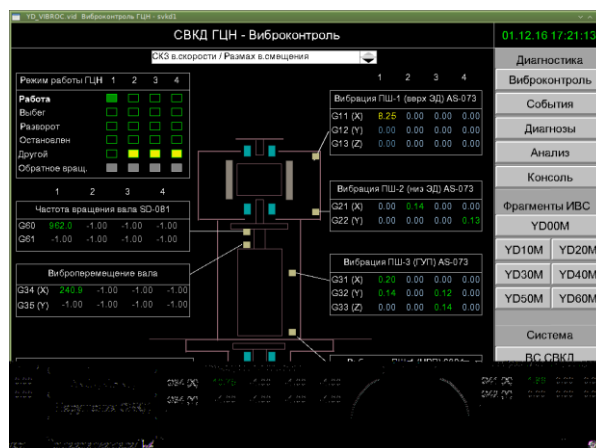 YD_VIBROC.vid Виброконтроль ГЦН - svkd1
СВКД ГЦН - Виброконтроль
01.12.16 17:21:13
СКЗ в.скорости / Размах в.смещения
Режим работы ГЦН 1 2 3 4
Работа
Выбег
Разворот
Остановлен
Другой
Обратное вращ.
1 2 3 4
Частота вращения вала SD-081
G60 962.0 -1.00 -1.00 -1.00
G61 -1.00 -1.00 -1.00 -1.00
Виброперемещение вала
G34 (X) 240.9 -1.00 -1.00 -1.00
G35 (Y) -1.00 -1.00 -1.00 -1.00
1 2 3 4
Вибрация ПШ-1 (верх ЭД) AS-073
G11 (X) 8.25 0.00 0.00 0.00
G12 (Y) 0.00 0.00 0.00 0.00
G13 (Z) 0.00 0.00 0.00 0.00
Вибрация ПШ-2 (низ ЭД) AS-073
G21 (X) 0.00 0.14 0.00 0.00
G22 (Y) 0.00 0.00 0.00 0.13
Вибрация ПШ-3 (ГУП) AS-073
G31 (X) 0.20 0.00 0.00 0.00
G32 (Y) 0.14 0.00 0.12 0.00
G33 (Z) 0.00 0.00 0.14 0.00
Диагностика
Виброконтроль
События
Диагнозы
Анализ
Консоль
Фрагменты ИВС
YD00M
YD10M YD20M
YD30M YD40M
YD50M YD60M
Система
ВС СВКД